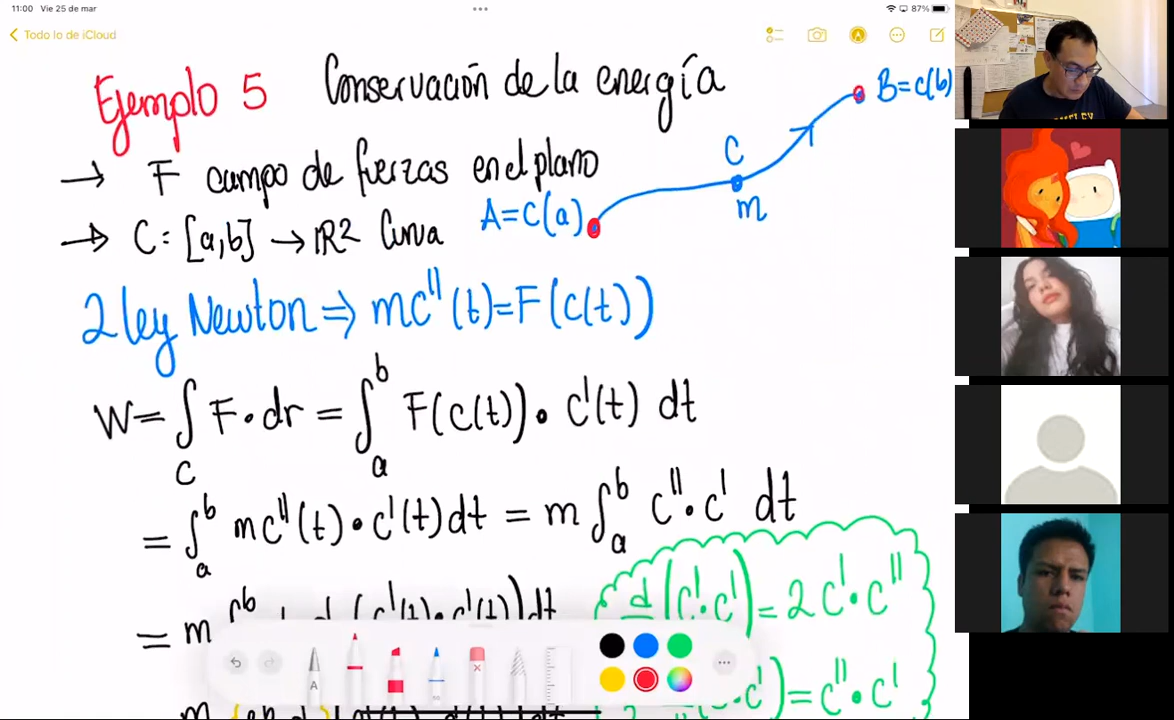 11:00 Vie 25 de mar
87%
Todo lo de iCloud
Ejemplo 5 Conservación de la energía
B=c(b)
→ F campo de fuerzas en el plano
C
m
A=C(a)
→ C=[a,b] → IR2 Curva
2 ley Newton ⇒ mc''(t)=F(c(t))
W=∫_C F•dr = ∫_a^b F(c(t))•c'(t) dt
= ∫_a^b mc''(t)•c'(t)dt = m ∫_a^b c''•c' dt
d (c'•c') = 2 c'•c''
= m
•c')=c''•c'
A